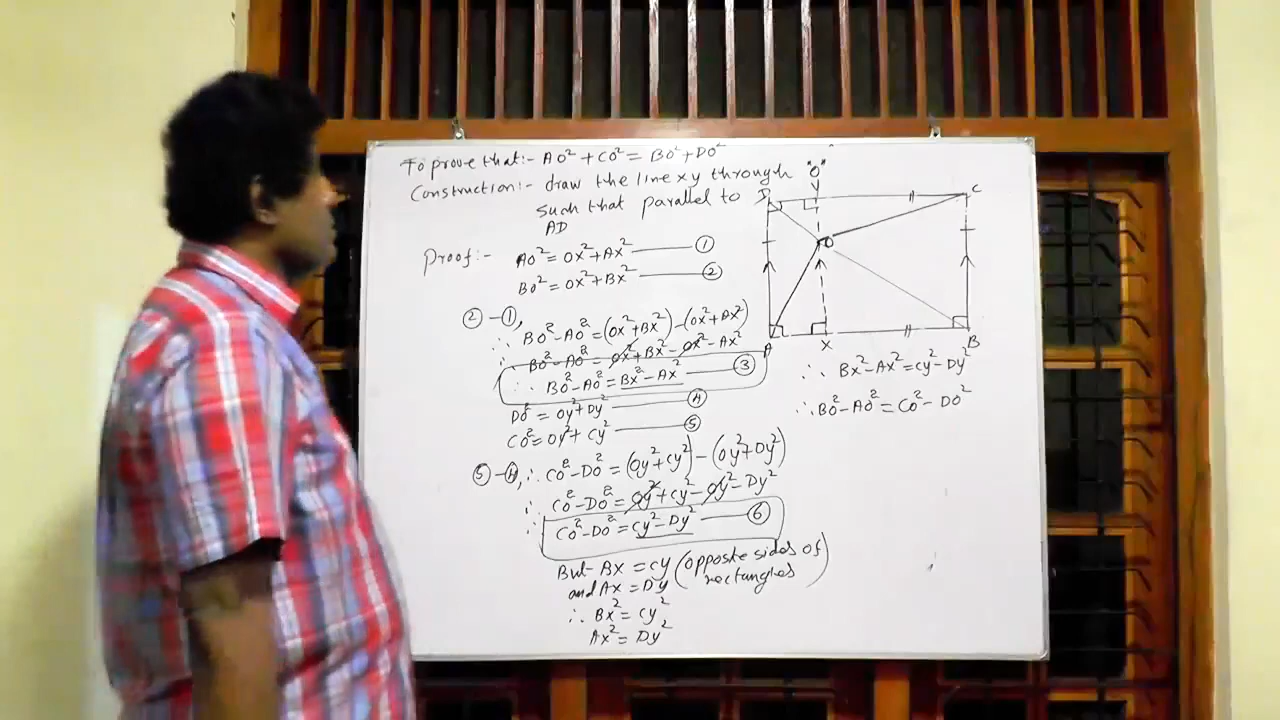 To prove that:- AO² + CO² = BO² + DO²
Construction:- draw the line xy through "O"
such that parallel to
AD
Proof:- AO² = OX² + AX² ——— ①
BO² = OX² + BX² ——— ②
② - ①,
∴ BO² - AO² = (OX² + BX²) - (OX² + AX²)
∴ BO² - AO² = OX² + BX² - OX² - AX²
∴ BO² - AO² = BX² - AX² ——— ③
DO² = OY² + DY² ——— ④
CO² = OY² + CY² ——— ⑤
⑤ - ④, ∴ CO² - DO² = (OY² + CY²) - (OY² + DY²)
∴ CO² - DO² = OY² + CY² - OY² - DY²
∴ CO² - DO² = CY² - DY² ——— ⑥
But- BX = CY (opposite sides of
and AX = DY rectangles)
∴ BX² = CY²
AX² = DY²
Y
D
C
O
A
X
B
∴ BX² - AX² = CY² - DY²
∴ BO² - AO² = CO² - DO²